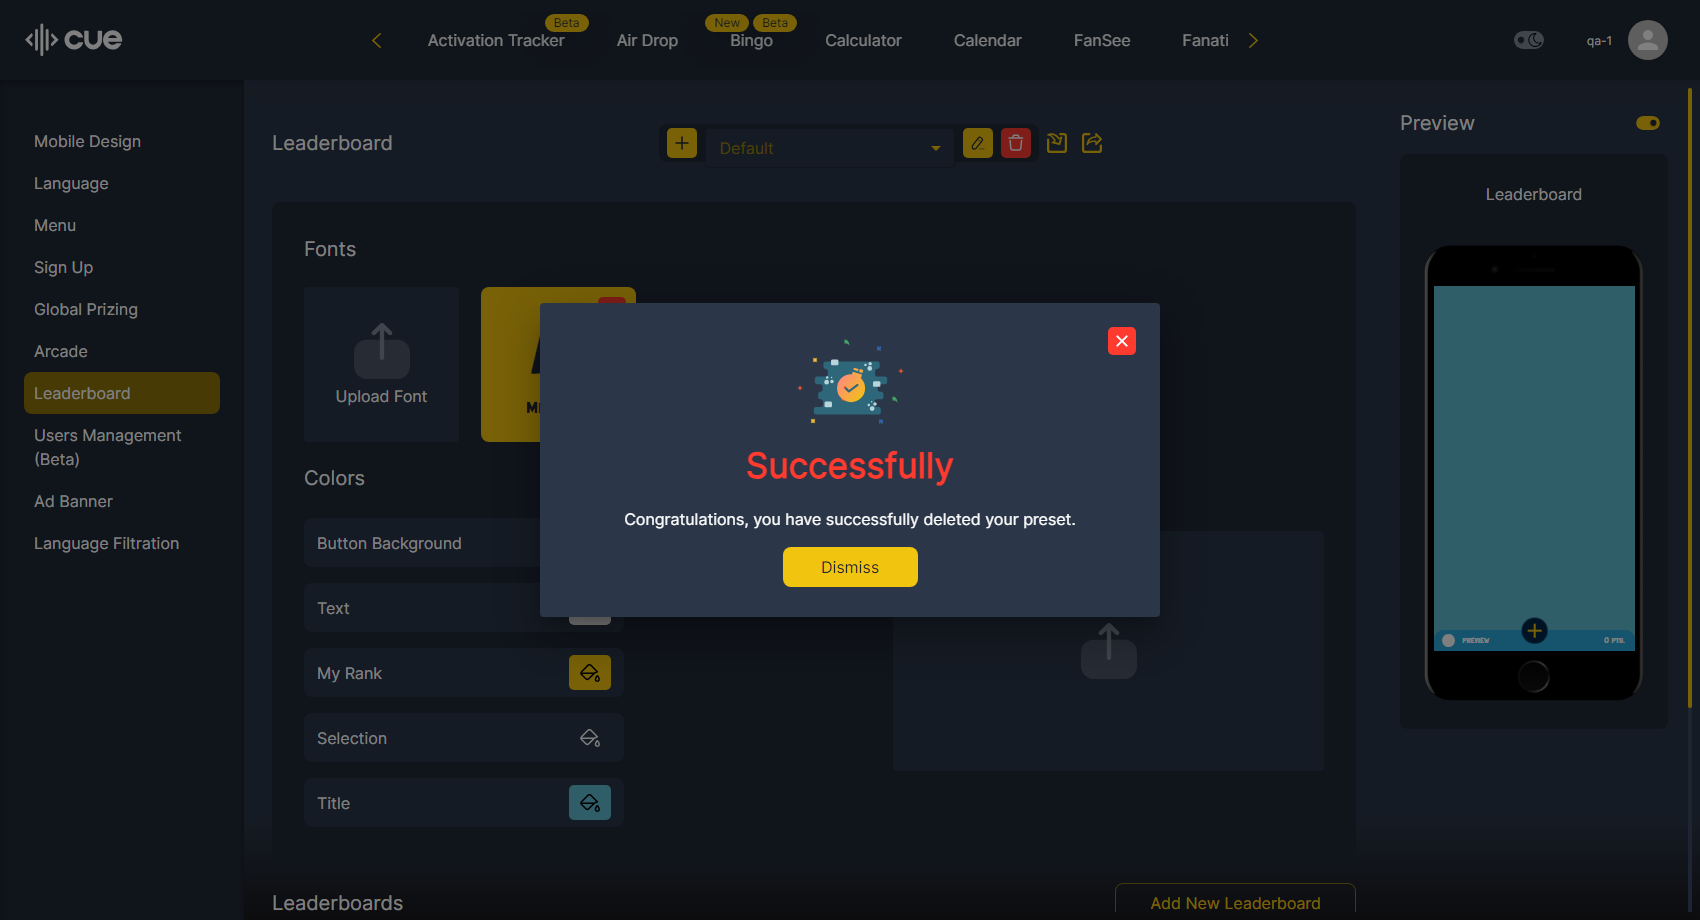 cue
Activation Tracker
Beta
Air Drop
New
Beta
Bingo
Calculator
Calendar
FanSee
Fanati
qa-1
Mobile Design
Language
Menu
Sign Up
Global Prizing
Arcade
Leaderboard
Users Management
(Beta)
Ad Banner
Language Filtration
Leaderboard
Default
Fonts
Upload Font
Colors
Button Background
Text
My Rank
Selection
Title
Successfully
Congratulations, you have successfully deleted your preset.
Dismiss
Preview
Leaderboard
PREVIEW
0 PTS.
Leaderboards
Add New Leaderboard